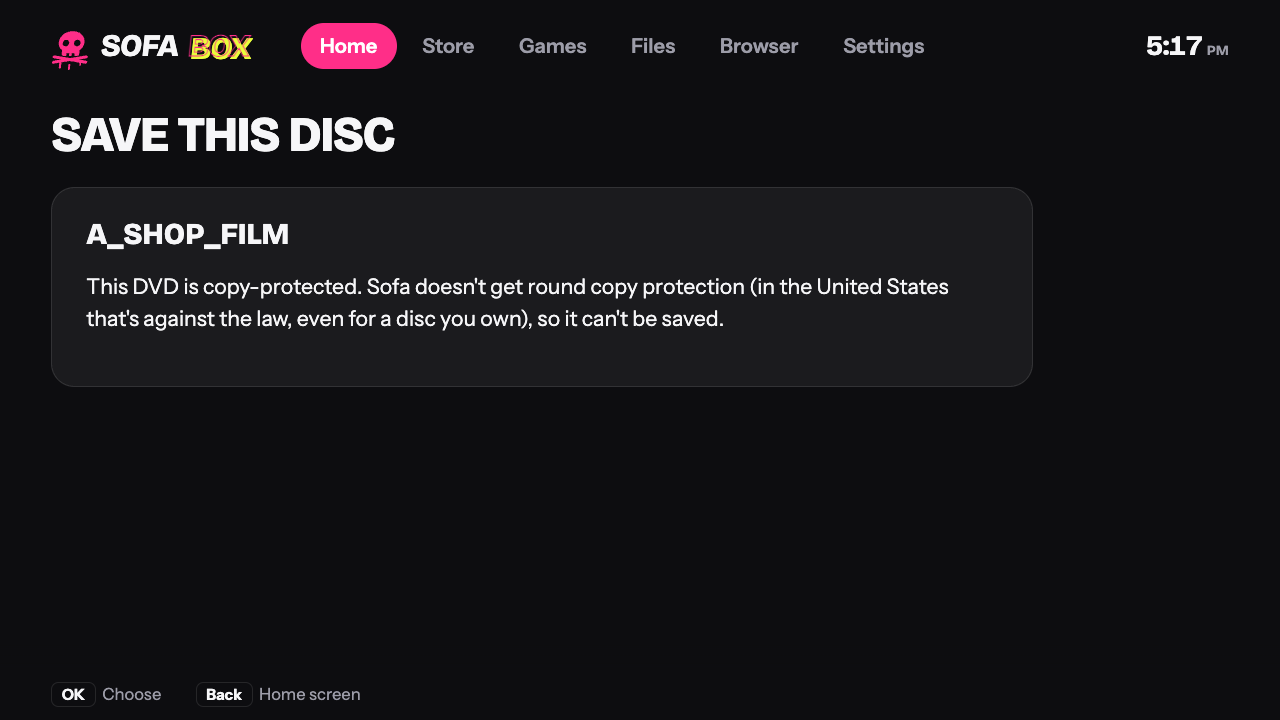 SOFA BOX
Home
Store
Games
Files
Browser
Settings
5:17 PM
SAVE THIS DISC
A_SHOP_FILM
This DVD is copy-protected. Sofa doesn't get round copy protection (in the United States
that's against the law, even for a disc you own), so it can't be saved.
OK Choose
Back Home screen